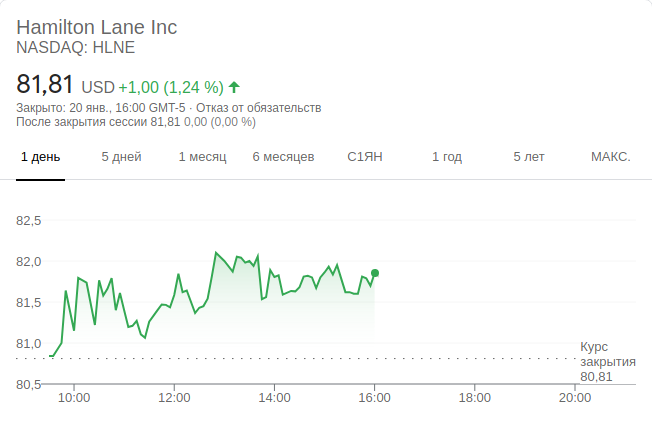 Hamilton Lane Inc
NASDAQ: HLNE
81,81 USD +1,00 (1,24 %)
Закрыто: 20 янв., 16:00 GMT-5 · Отказ от обязательств
После закрытия сессии 81,81 0,00 (0,00 %)
1 день 5 дней 1 месяц 6 месяцев С1ЯН 1 год 5 лет МАКС.
82,5
82,0
81,5
81,0
80,5
Курс
закрытия
80,81
10:00 12:00 14:00 16:00 18:00 20:00